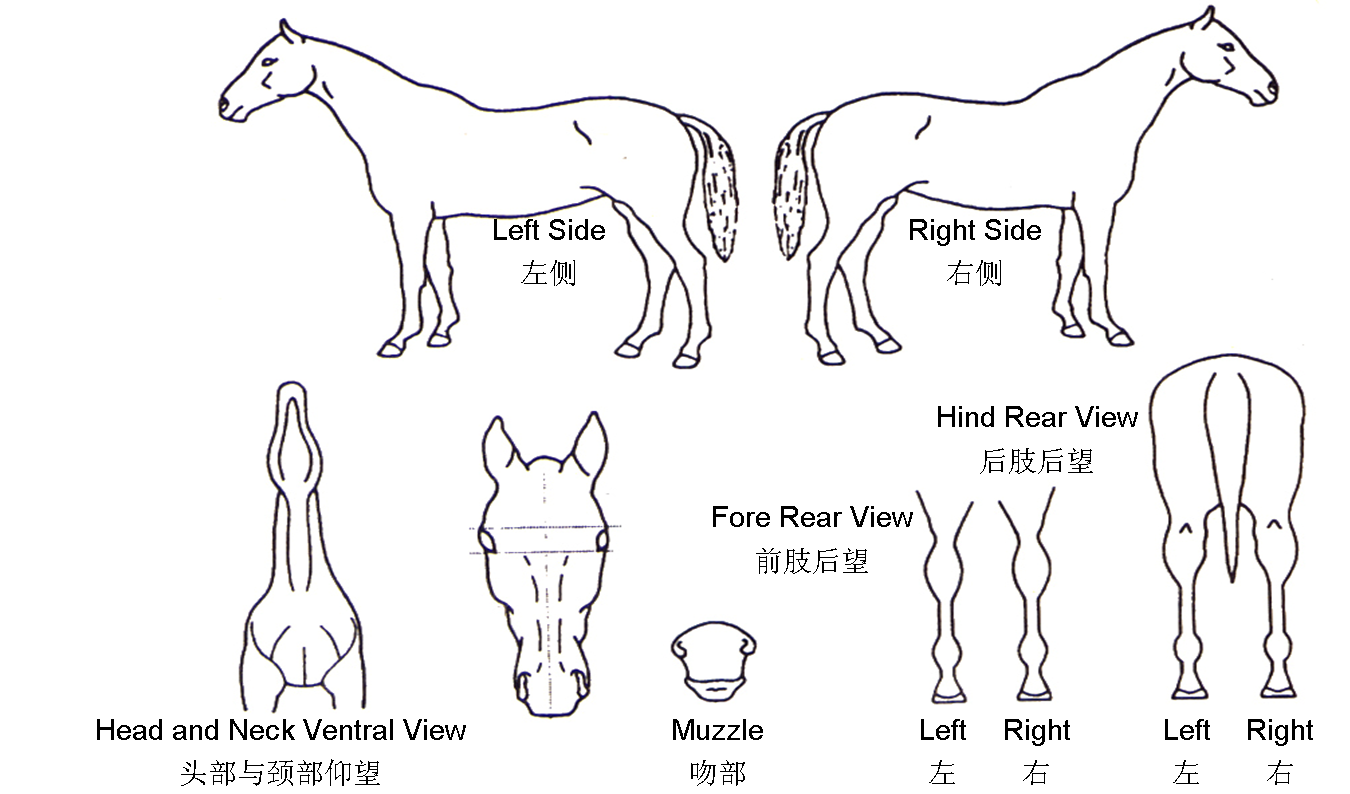 Left Side
左侧
Right Side
右侧
Hind Rear View
后肢后望
Fore Rear View
前肢后望
Head and Neck Ventral View
头部与颈部仰望
Muzzle
吻部
Left
左
Right
右
Left
左
Right
右